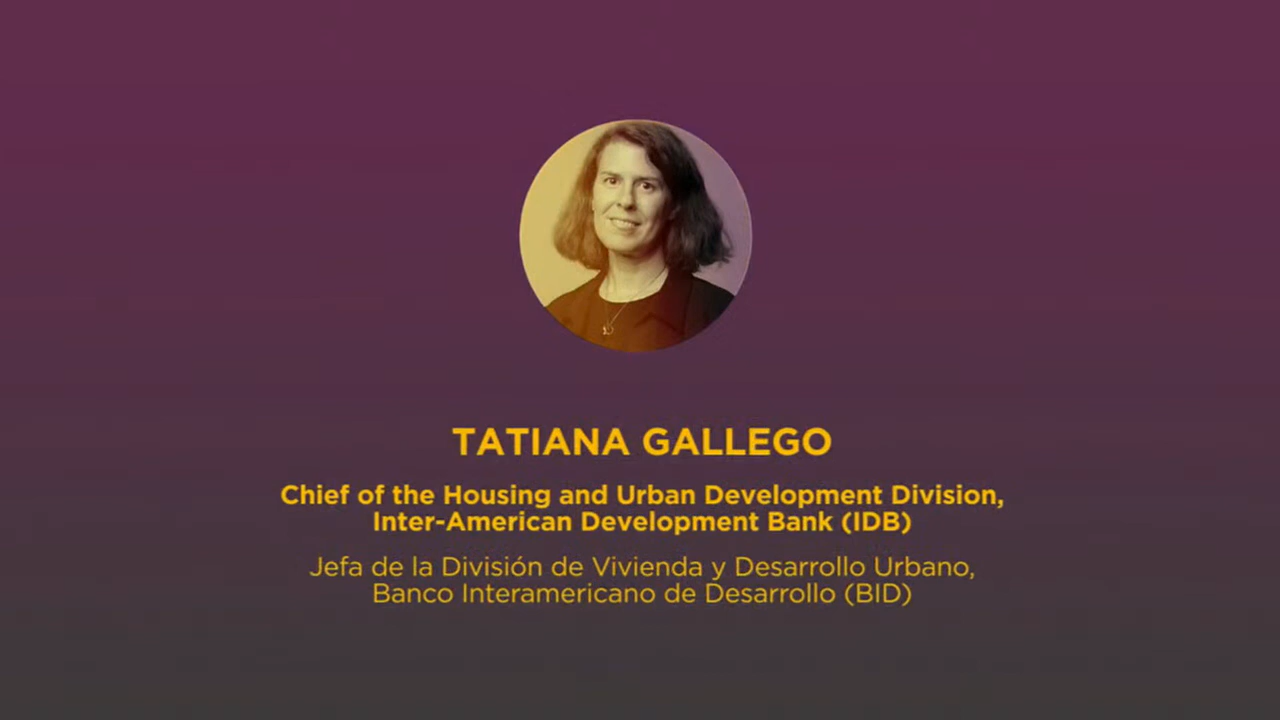 TATIANA GALLEGO
Chief of the Housing and Urban Development Division,
Inter-American Development Bank (IDB)
Jefa de la División de Vivienda y Desarrollo Urbano,
Banco Interamericano de Desarrollo (BID)